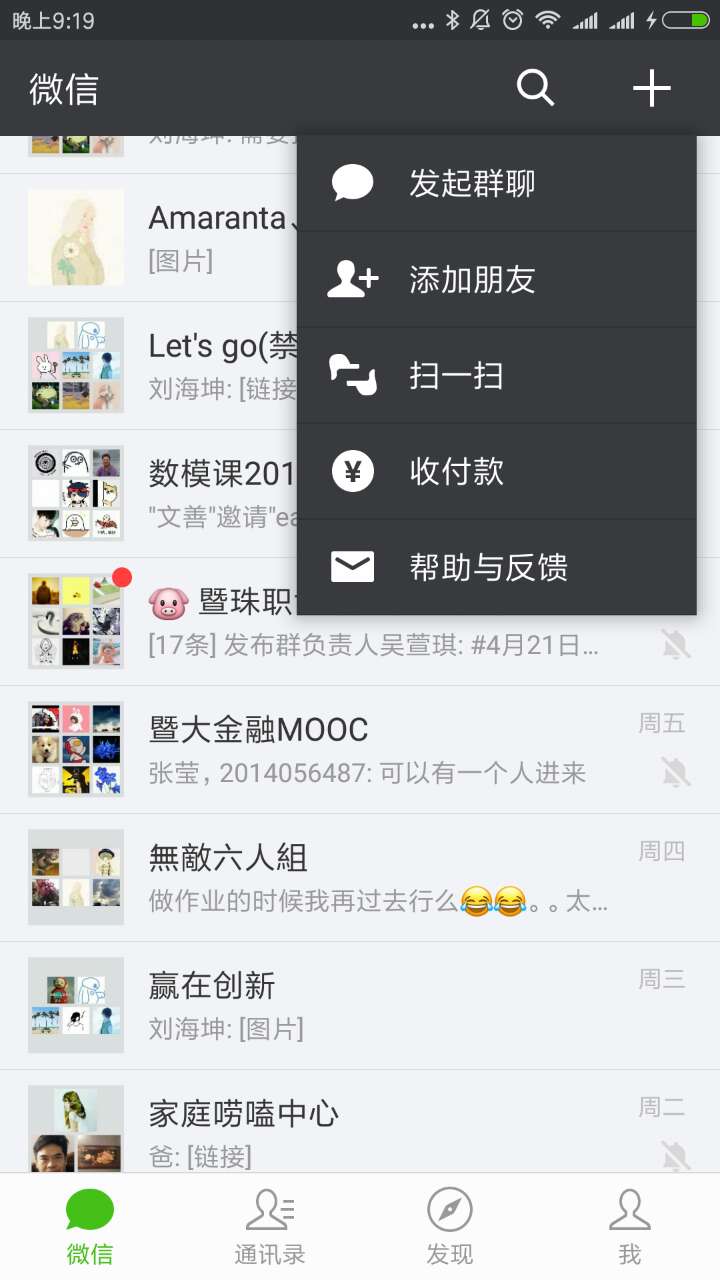 晚上9:19
微信
发起群聊
添加朋友
扫一扫
收付款
帮助与反馈
刘海坤: 需要
Amaranta、
[图片]
Let's go(禁
刘海坤: [链接
数模课201
"文善"邀请"ea
🐷 暨珠职
[17条] 发布群负责人吴萱琪: #4月21日...
暨大金融MOOC
周五
张莹，2014056487: 可以有一个人进来
無敵六人組
周四
做作业的时候我再过去行么😂😂。。太...
赢在创新
周三
刘海坤: [图片]
家庭唠嗑中心
周二
爸: [链接]
微信
通讯录
发现
我